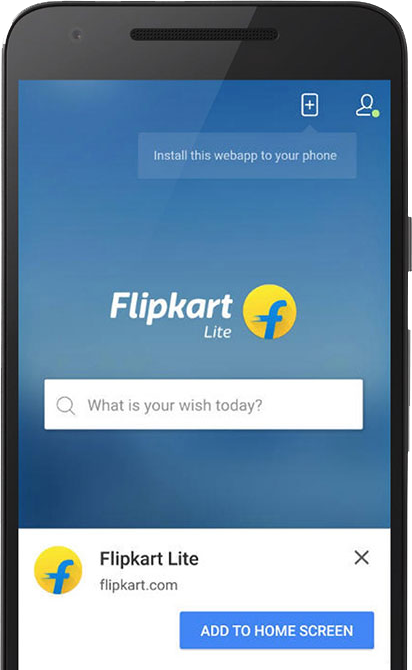 Install this webapp to your phone
Flipkart
Lite
What is your wish today?
Flipkart Lite
flipkart.com
ADD TO HOME SCREEN